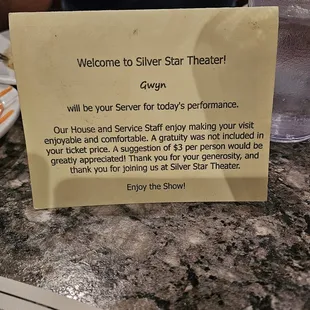 Welcome to Silver Star Theater!
Gwyn
will be your Server for today's performance.
Our House and Service Staff enjoy making your visit
enjoyable and comfortable. A gratuity was not included in
your ticket price. A suggestion of $3 per person would be
greatly appreciated! Thank you for your generosity, and
thank you for joining us at Silver Star Theater.
Enjoy the Show!